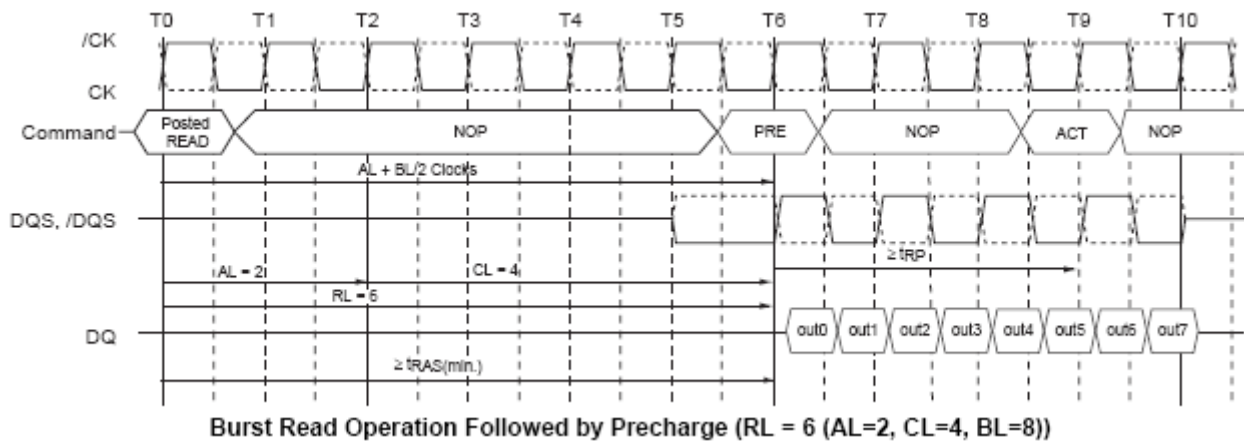 T0 T1 T2 T3 T4 T5 T6 T7 T8 T9 T10
/CK
CK
Command Posted READ NOP PRE NOP ACT NOP
AL + BL/2 Clocks
DQS, /DQS
≥ tRP
AL = 2 CL = 4
RL = 6
DQ out0 out1 out2 out3 out4 out5 out6 out7
≥ tRAS(min.)
Burst Read Operation Followed by Precharge (RL = 6 (AL=2, CL=4, BL=8))